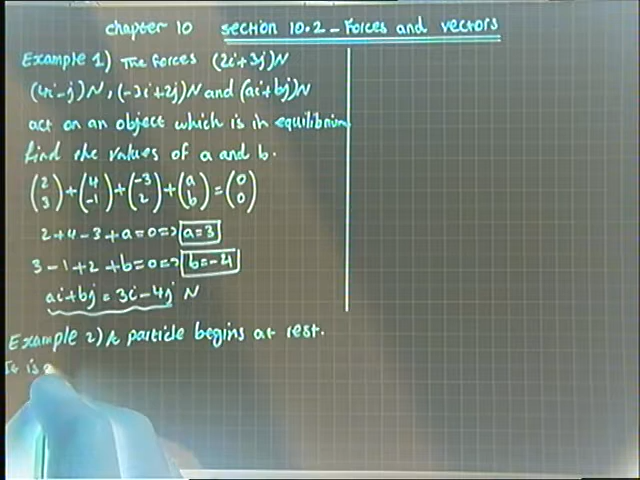 chapter 10 section 10.2 - Forces and vectors
Example 1) The forces (2i+3j)N
(4i-j)N, (-3i+2j)N and (ai+bj)N
act on an object which is in equilibrium
find the values of a and b.
(2 3) + (4 -1) + (-3 2) + (a b) = (0 0)
2+4-3+a=0=> a=3
3-1+2+b=0=> b=-4
ai+bj=3i-4j N
Example 2) A particle begins at rest.
It is